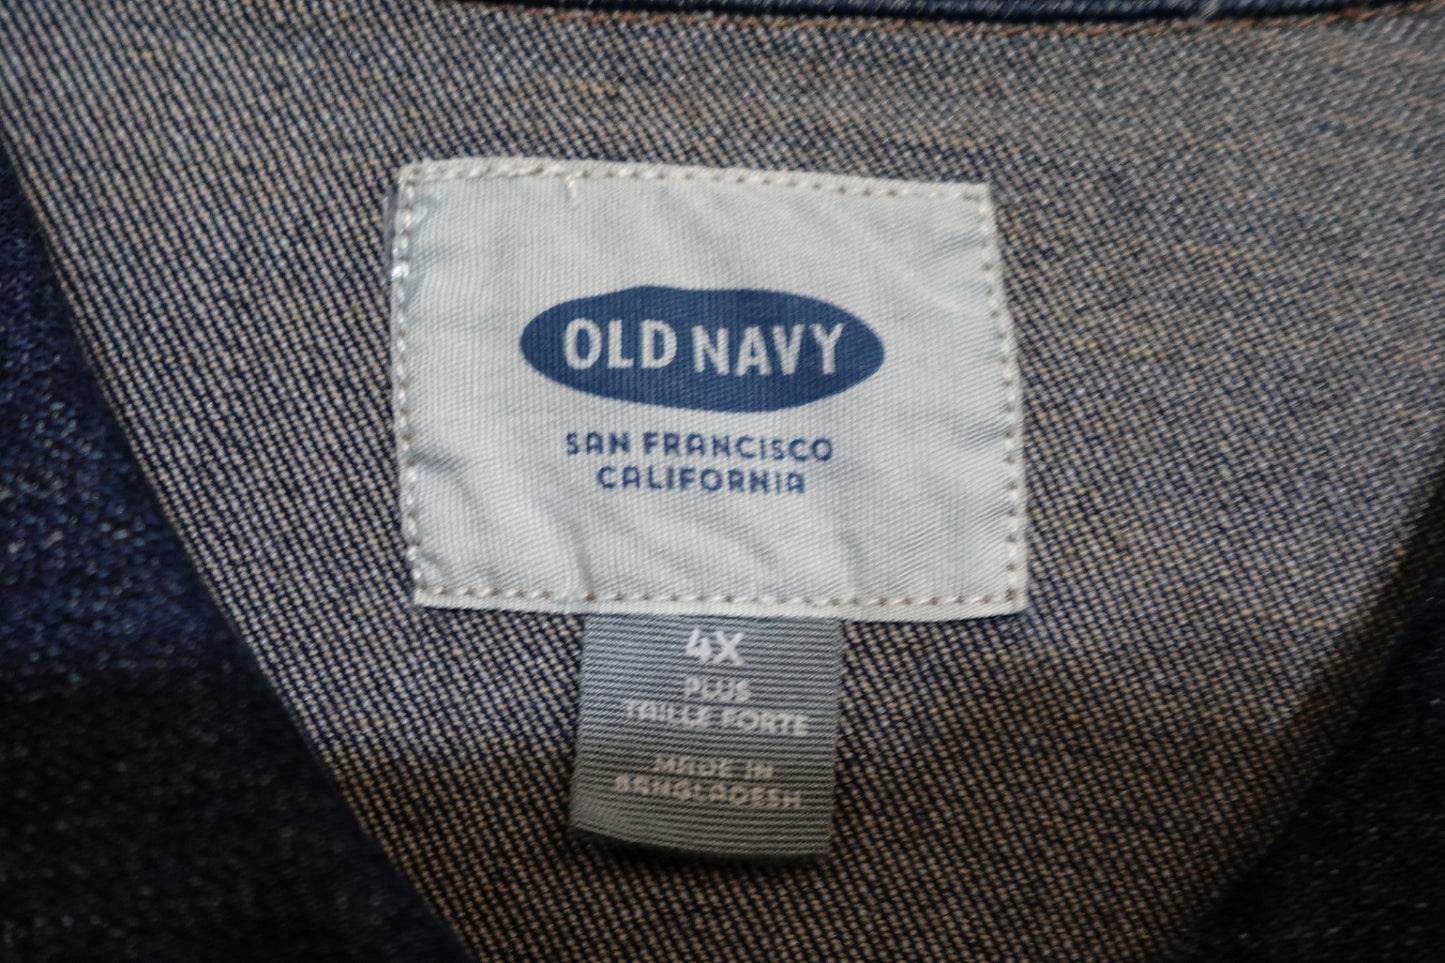 OLD NAVY
SAN FRANCISCO
CALIFORNIA
4X
PLUS
TAILLE FORTE
MADE IN
BANGLADESH